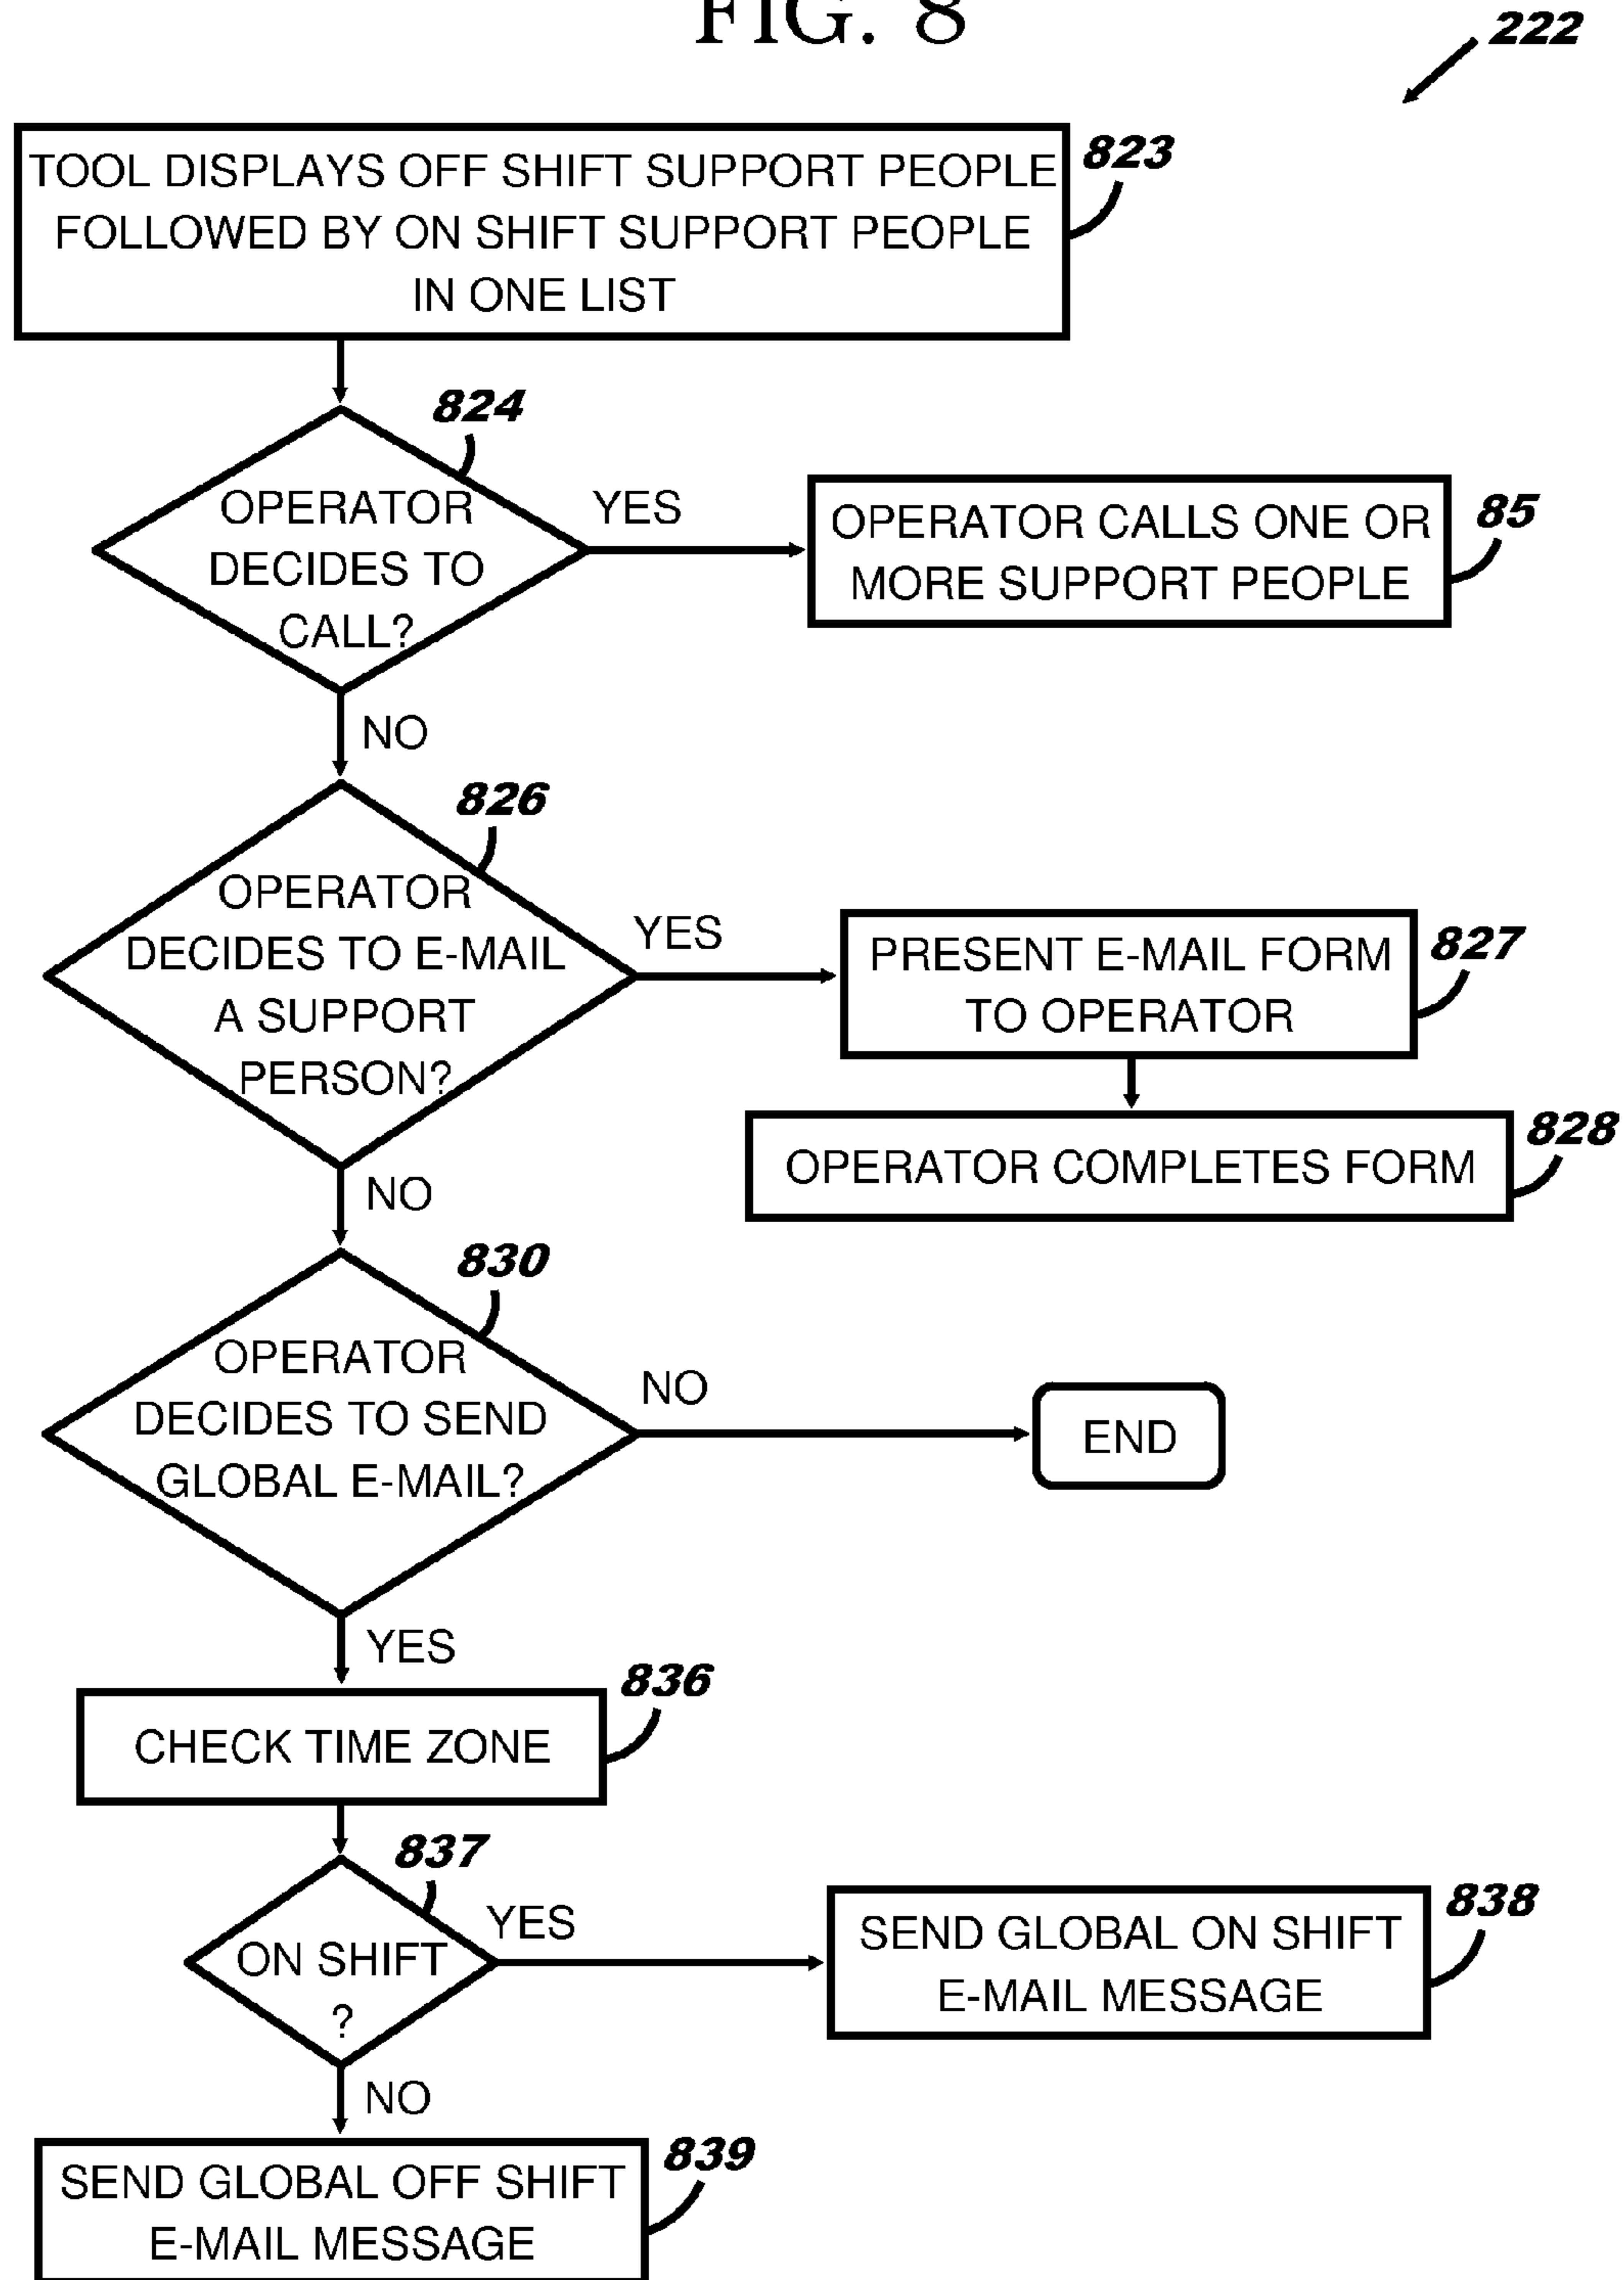 FIG. 8
222
TOOL DISPLAYS OFF SHIFT SUPPORT PEOPLE
FOLLOWED BY ON SHIFT SUPPORT PEOPLE
IN ONE LIST
823
824
OPERATOR
DECIDES TO
CALL?
YES
OPERATOR CALLS ONE OR
MORE SUPPORT PEOPLE
85
NO
826
OPERATOR
DECIDES TO E-MAIL
A SUPPORT
PERSON?
YES
PRESENT E-MAIL FORM
TO OPERATOR
827
OPERATOR COMPLETES FORM
828
NO
830
OPERATOR
DECIDES TO SEND
GLOBAL E-MAIL?
NO
END
YES
CHECK TIME ZONE
836
837
ON SHIFT
?
YES
SEND GLOBAL ON SHIFT
E-MAIL MESSAGE
838
NO
SEND GLOBAL OFF SHIFT
E-MAIL MESSAGE
839